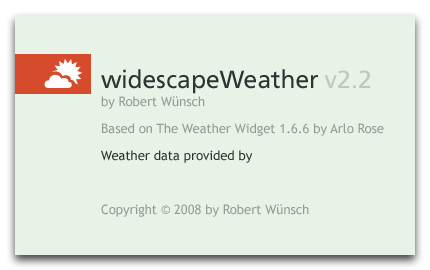 widescapeWeather v2.2
by Robert Wünsch
Based on The Weather Widget 1.6.6 by Arlo Rose
Weather data provided by
Copyright © 2008 by Robert Wünsch